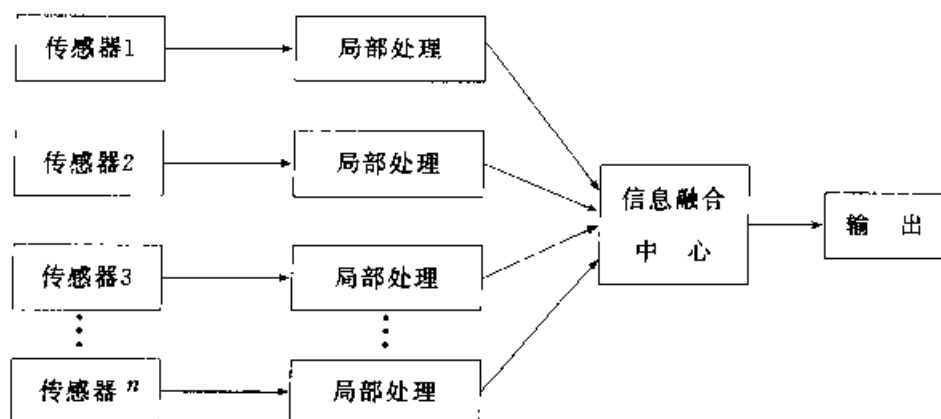 传感器1
局部处理
传感器2
局部处理
信息融合
中 心
输 出
传感器3
局部处理
传感器 n
局部处理